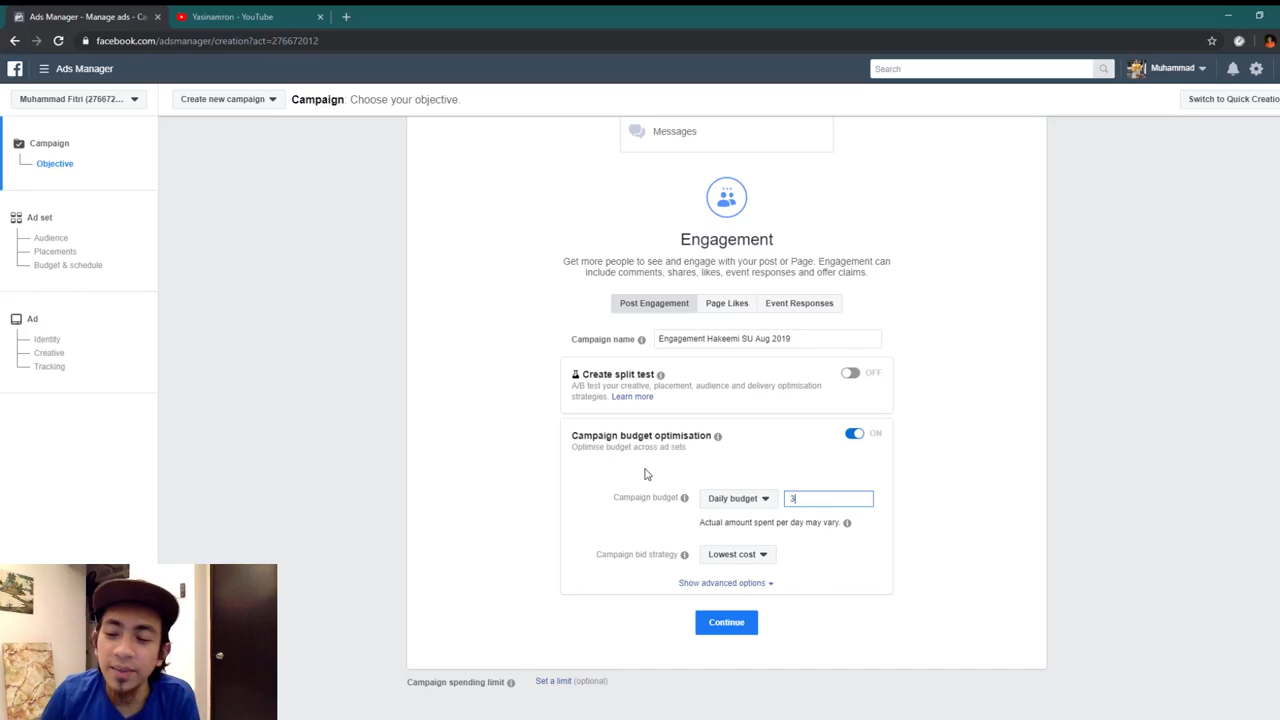 Ads Manager - Manage ads - Ca
Yasinamron - YouTube
facebook.com/adsmanager/creation?act=276672012
Ads Manager
Search
Muhammad
Muhammad Fitri (276672...
Create new campaign
Campaign: Choose your objective.
Switch to Quick Creatio
Campaign
Objective
Ad set
Audience
Placements
Budget & schedule
Ad
Identity
Creative
Tracking
Messages
Engagement
Get more people to see and engage with your post or Page. Engagement can
include comments, shares, likes, event responses and offer claims.
Post Engagement
Page Likes
Event Responses
Campaign name
Engagement Hakeemi SU Aug 2019
Create split test
OFF
A/B test your creative, placement, audience and delivery optimisation
strategies. Learn more
Campaign budget optimisation
ON
Optimise budget across ad sets
Campaign budget
Daily budget
3
Actual amount spent per day may vary.
Campaign bid strategy
Lowest cost
Show advanced options
Continue
Campaign spending limit
Set a limit (optional)